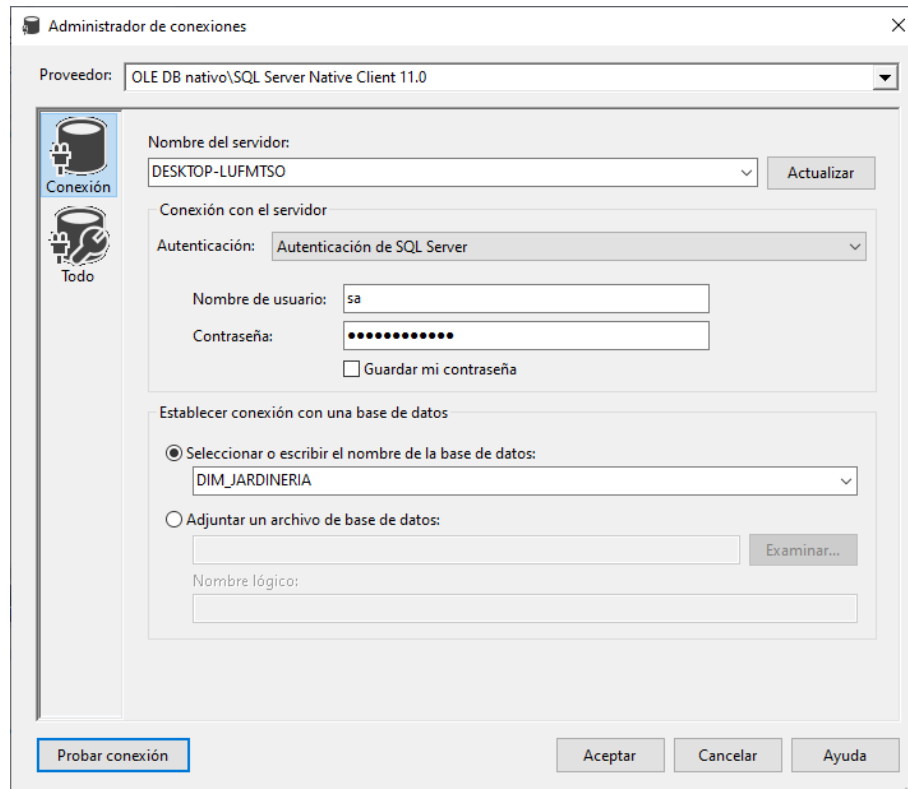 Administrador de conexiones
Proveedor: OLE DB nativo\SQL Server Native Client 11.0
Conexión
Todo
Nombre del servidor:
DESKTOP-LUFMTSO Actualizar
Conexión con el servidor
Autenticación: Autenticación de SQL Server
Nombre de usuario: sa
Contraseña: ●●●●●●●●●●●●
Guardar mi contraseña
Establecer conexión con una base de datos
Seleccionar o escribir el nombre de la base de datos:
DIM_JARDINERIA
Adjuntar un archivo de base de datos:
Examinar...
Nombre lógico:
Probar conexión Aceptar Cancelar Ayuda